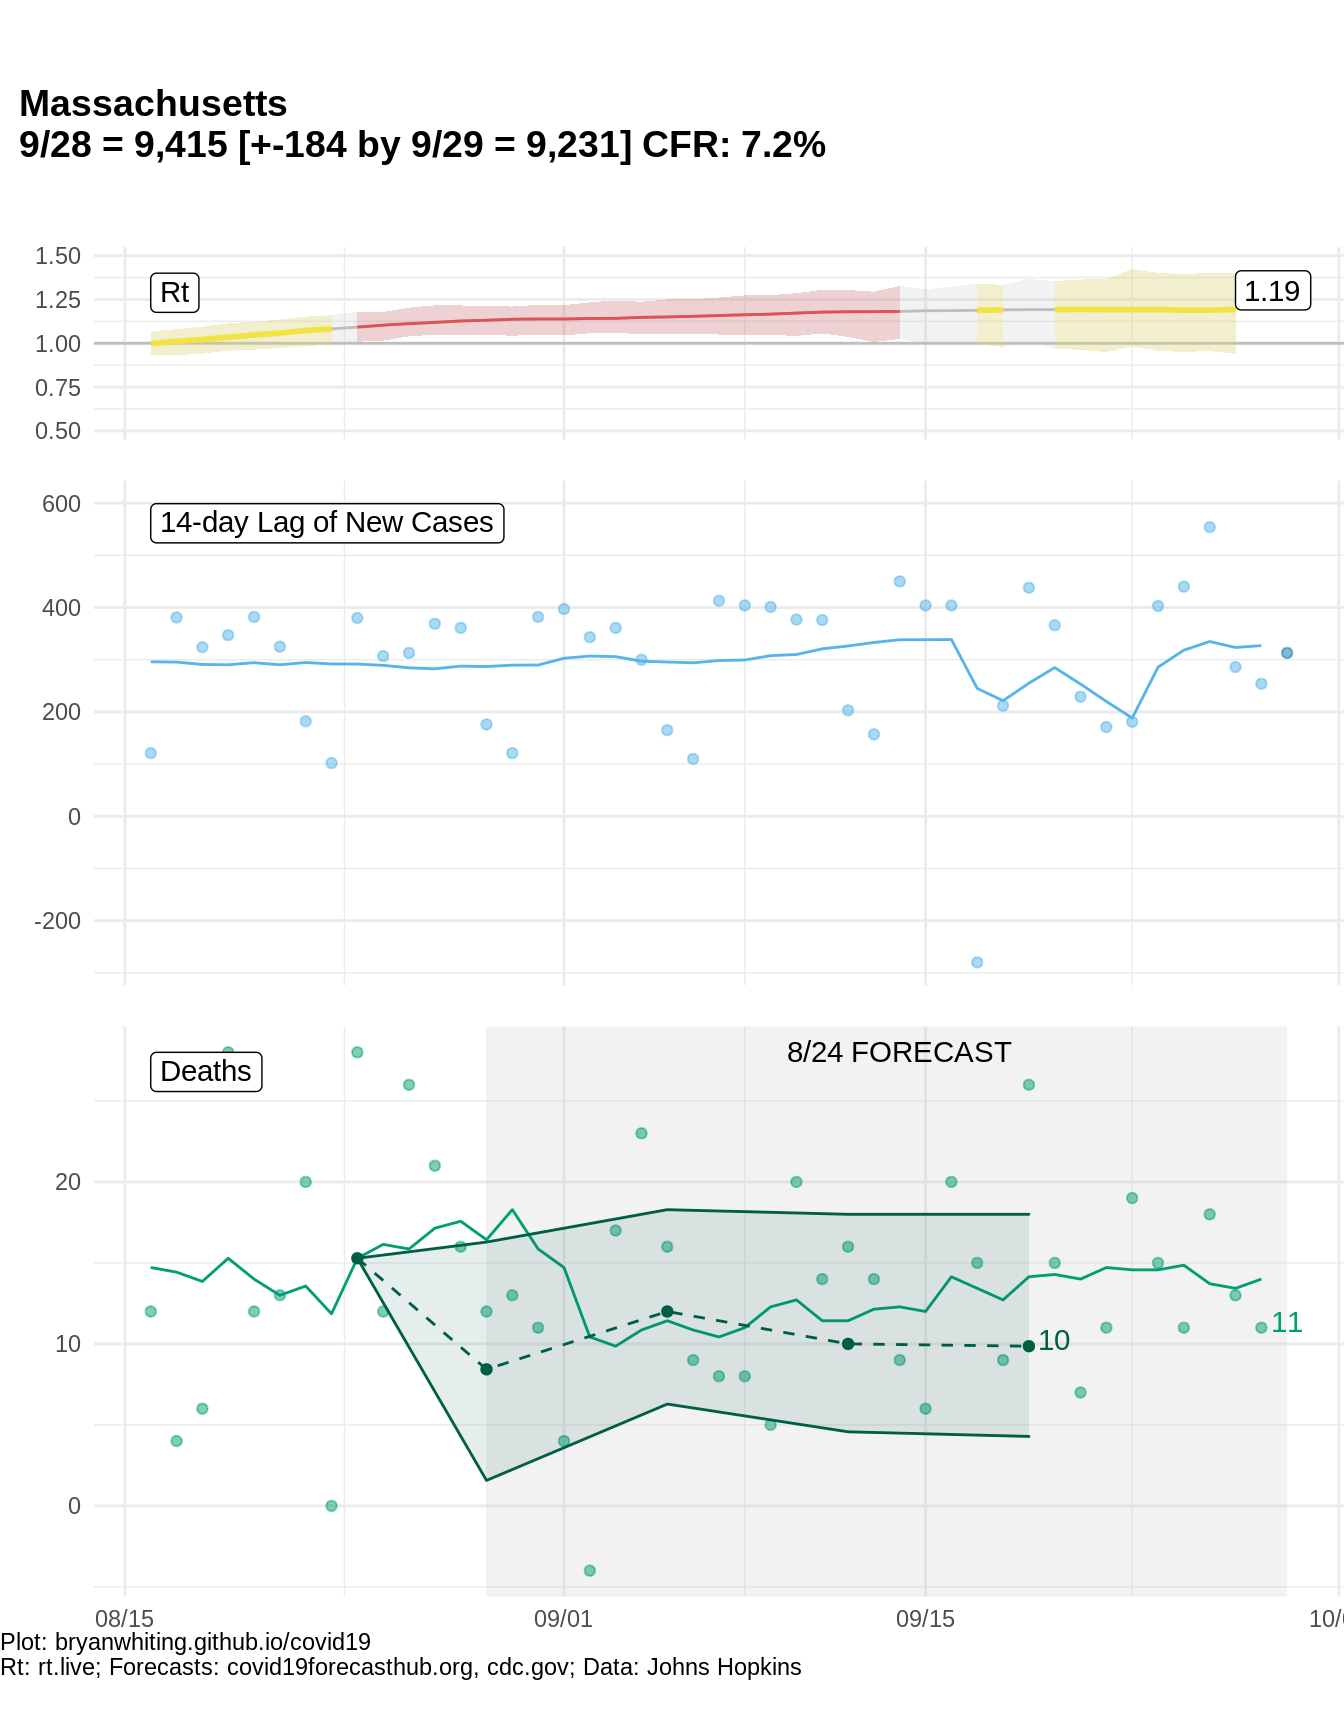 Massachusetts
9/28 = 9,415 [+-184 by 9/29 = 9,231] CFR: 7.2%
1.50
1.25
1.00
0.75
0.50
Rt
1.19
600
400
200
0
-200
14-day Lag of New Cases
20
10
0
Deaths
8/24 FORECAST
10
11
08/15
09/01
09/15
10/
Plot: bryanwhiting.github.io/covid19
Rt: rt.live; Forecasts: covid19forecasthub.org, cdc.gov; Data: Johns Hopkins